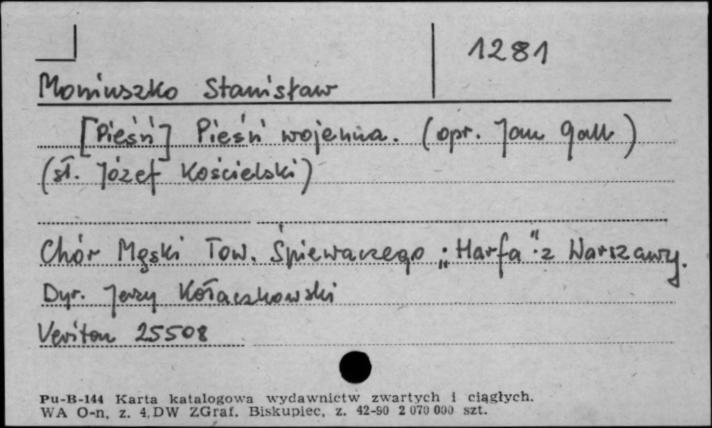 1281
Moniuszko Stanisław
[Pieśń] Pieśń wojenna. (opr. Jan Gall)
(sł. Józef Kościelski)
Chór Męski Tow. Śpiewaczego „Harfa" z Warszawy.
Dyr. Jerzy Kołaczkowski
Veriton 25508
Pu-B-144 Karta katalogowa wydawnictw zwartych i ciągłych.
WA O-n, z. 4, DW ZGraf. Biskupiec, z. 42-90 2 070 000 szt.